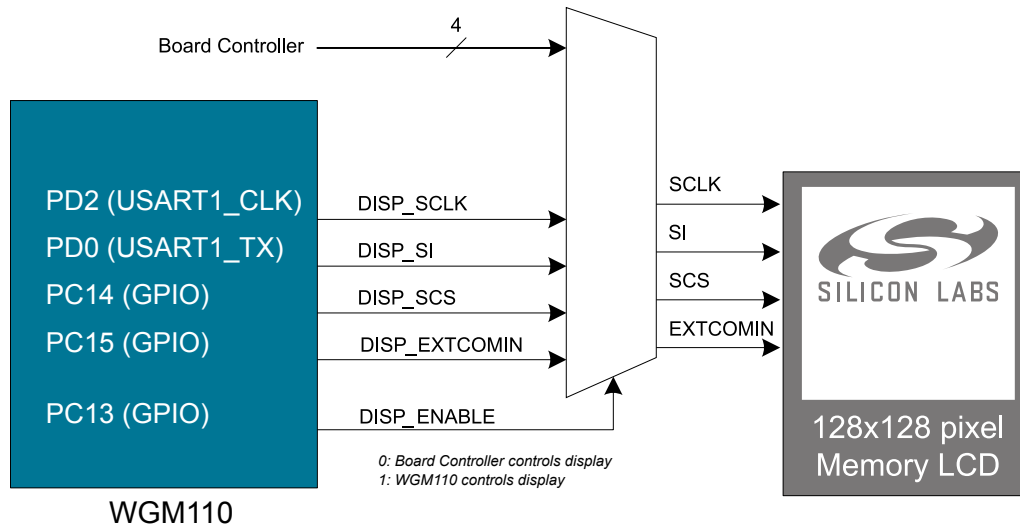 4
Board Controller
PD2 (USART1_CLK)
PD0 (USART1_TX)
PC14 (GPIO)
PC15 (GPIO)
PC13 (GPIO)
WGM110
DISP_SCLK
DISP_SI
DISP_SCS
DISP_EXTCOMIN
DISP_ENABLE
0: Board Controller controls display
1: WGM110 controls display
SCLK
SI
SCS
EXTCOMIN
SILICON LABS
128x128 pixel
Memory LCD